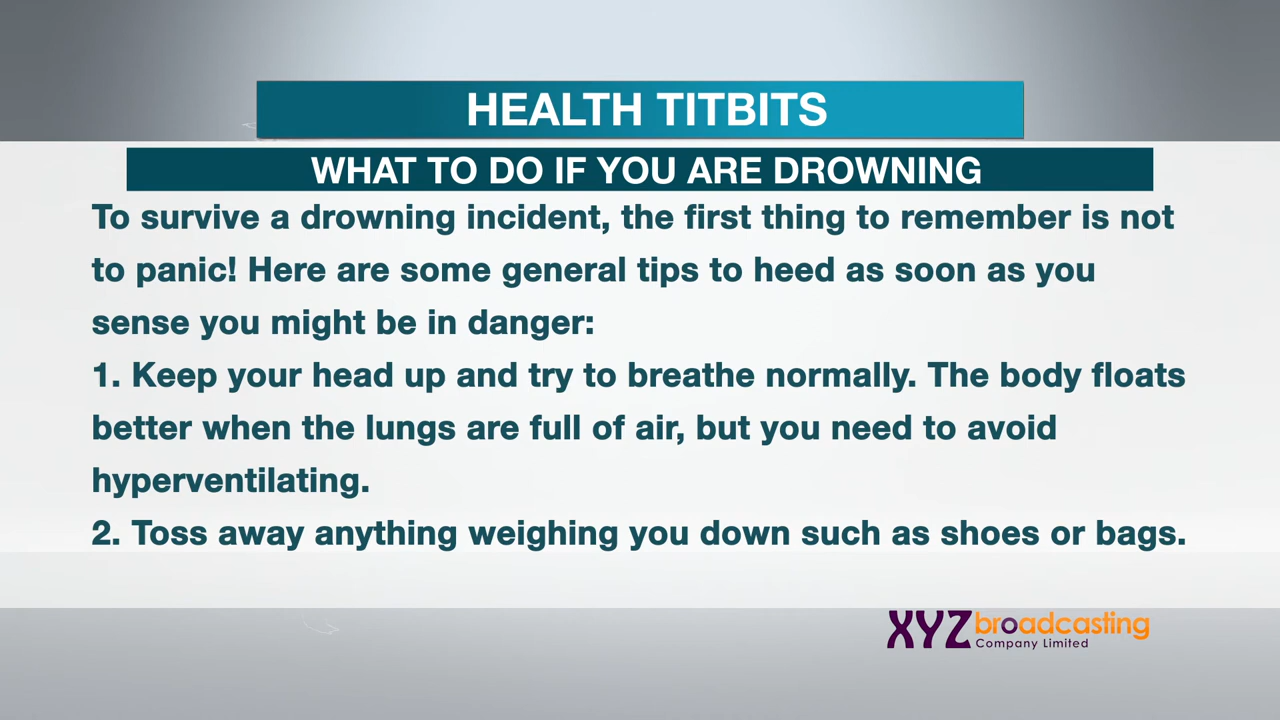 HEALTH TITBITS
WHAT TO DO IF YOU ARE DROWNING
To survive a drowning incident, the first thing to remember is not
to panic! Here are some general tips to heed as soon as you
sense you might be in danger:
1. Keep your head up and try to breathe normally. The body floats
better when the lungs are full of air, but you need to avoid
hyperventilating.
2. Toss away anything weighing you down such as shoes or bags.
XYZ broadcasting
Company Limited